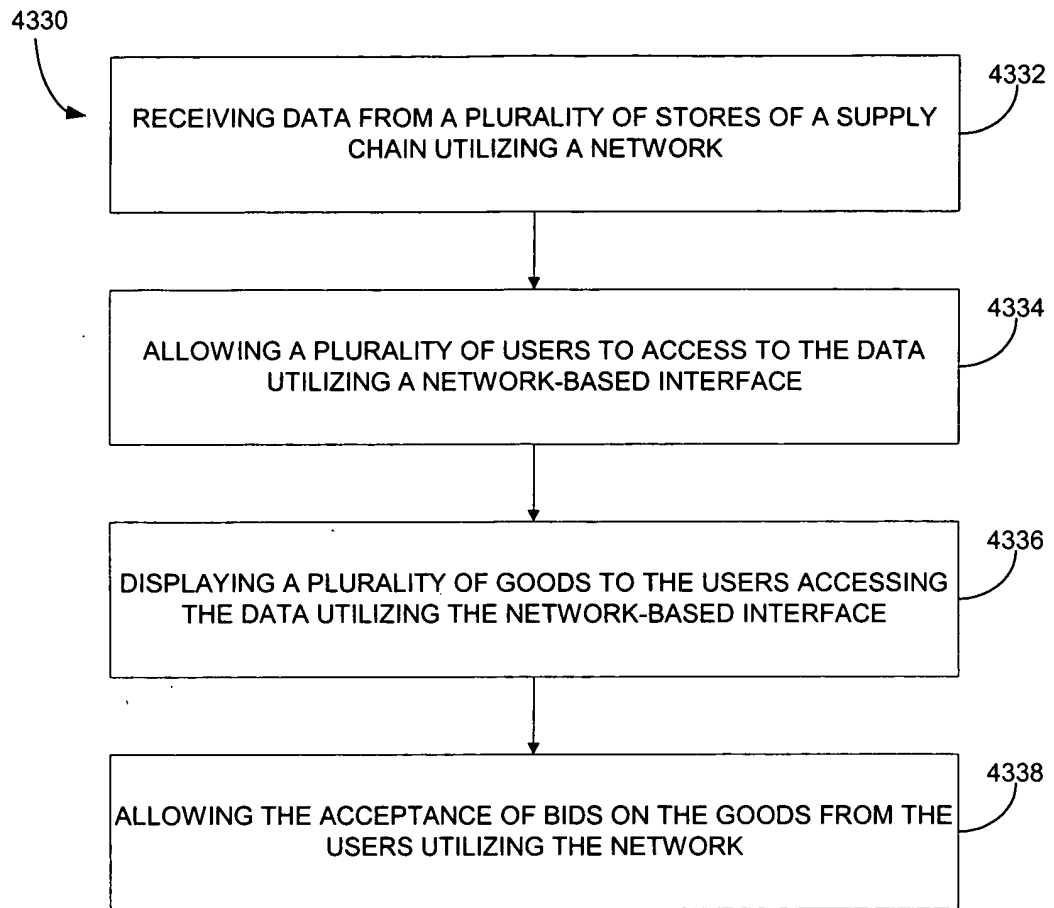 4330
4332
RECEIVING DATA FROM A PLURALITY OF STORES OF A SUPPLY
CHAIN UTILIZING A NETWORK
4334
ALLOWING A PLURALITY OF USERS TO ACCESS TO THE DATA
UTILIZING A NETWORK-BASED INTERFACE
4336
DISPLAYING A PLURALITY OF GOODS TO THE USERS ACCESSING
THE DATA UTILIZING THE NETWORK-BASED INTERFACE
4338
ALLOWING THE ACCEPTANCE OF BIDS ON THE GOODS FROM THE
USERS UTILIZING THE NETWORK